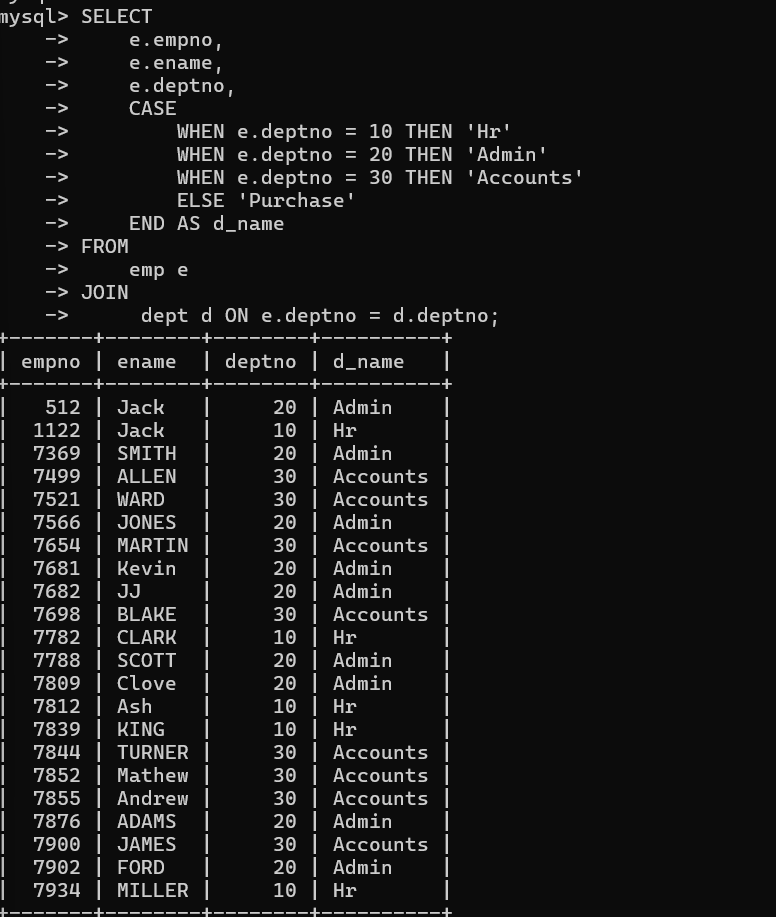 mysql> SELECT
    ->     e.empno,
    ->     e.ename,
    ->     e.deptno,
    ->     CASE
    ->         WHEN e.deptno = 10 THEN 'Hr'
    ->         WHEN e.deptno = 20 THEN 'Admin'
    ->         WHEN e.deptno = 30 THEN 'Accounts'
    ->         ELSE 'Purchase'
    ->     END AS d_name
    -> FROM
    ->     emp e
    -> JOIN
    ->      dept d ON e.deptno = d.deptno;
+-------+--------+--------+----------+
| empno | ename  | deptno | d_name   |
+-------+--------+--------+----------+
|   512 | Jack   |     20 | Admin    |
|  1122 | Jack   |     10 | Hr       |
|  7369 | SMITH  |     20 | Admin    |
|  7499 | ALLEN  |     30 | Accounts |
|  7521 | WARD   |     30 | Accounts |
|  7566 | JONES  |     20 | Admin    |
|  7654 | MARTIN |     30 | Accounts |
|  7681 | Kevin  |     20 | Admin    |
|  7682 | JJ     |     20 | Admin    |
|  7698 | BLAKE  |     30 | Accounts |
|  7782 | CLARK  |     10 | Hr       |
|  7788 | SCOTT  |     20 | Admin    |
|  7809 | Clove  |     20 | Admin    |
|  7812 | Ash    |     10 | Hr       |
|  7839 | KING   |     10 | Hr       |
|  7844 | TURNER |     30 | Accounts |
|  7852 | Mathew |     30 | Accounts |
|  7855 | Andrew |     30 | Accounts |
|  7876 | ADAMS  |     20 | Admin    |
|  7900 | JAMES  |     30 | Accounts |
|  7902 | FORD   |     20 | Admin    |
|  7934 | MILLER |     10 | Hr       |
+-------+--------+--------+----------+